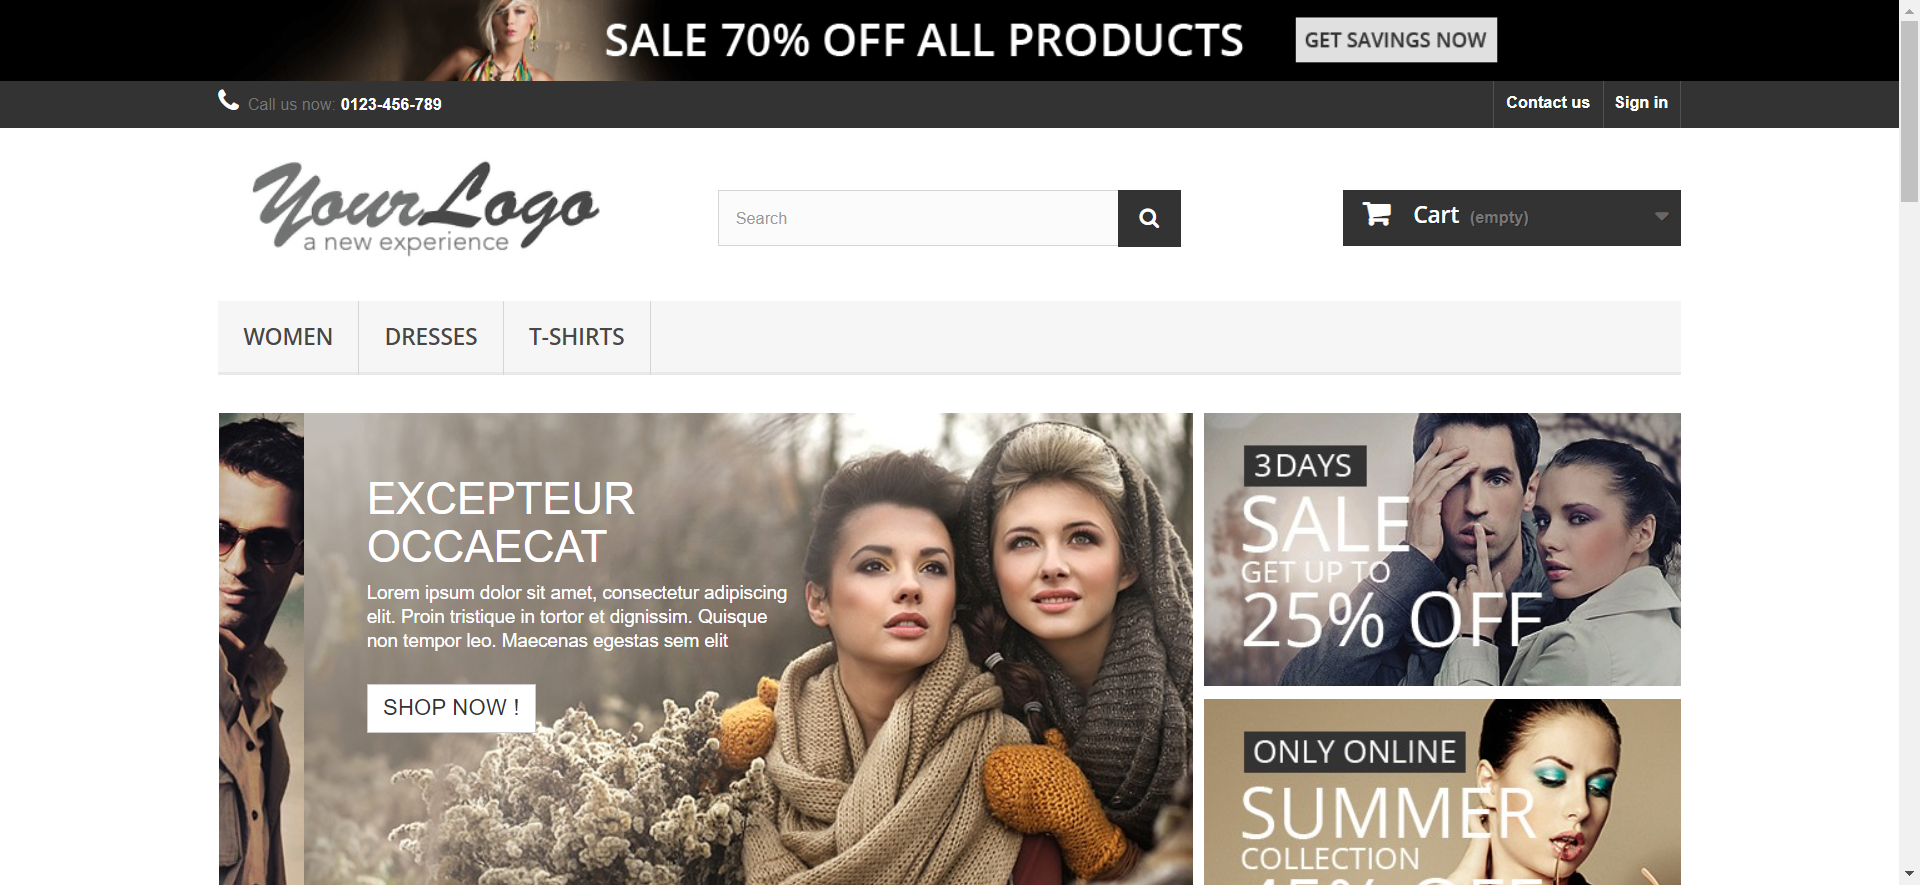 SALE 70% OFF ALL PRODUCTS
GET SAVINGS NOW
Call us now: 0123-456-789
Contact us
Sign in
YourLogo
a new experience
Search
Cart (empty)
WOMEN
DRESSES
T-SHIRTS
EXCEPTEUR
OCCAECAT
Lorem ipsum dolor sit amet, consectetur adipiscing
elit. Proin tristique in tortor et dignissim. Quisque
non tempor leo. Maecenas egestas sem elit
SHOP NOW !
3 DAYS
SALE
GET UP TO
25% OFF
ONLY ONLINE
SUMMER
COLLECTION